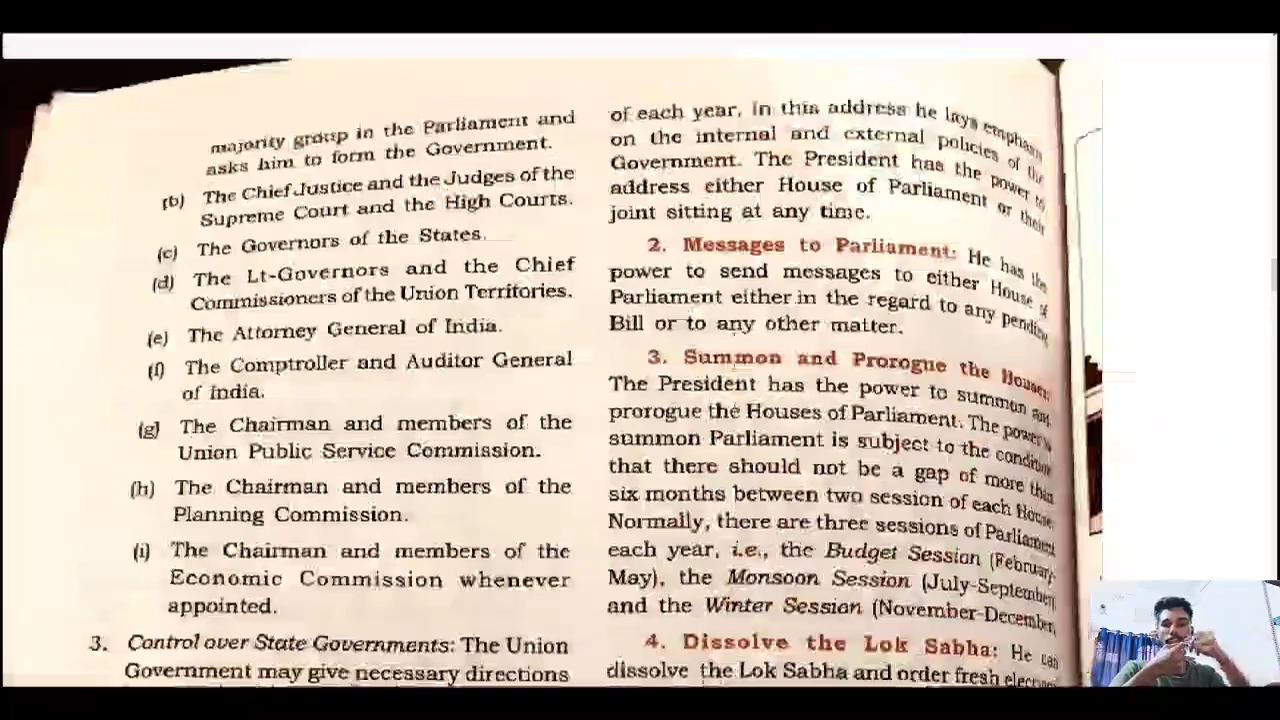 majority group in the Parliament and
asks him to form the Government.
(b) The Chief Justice and the Judges of the
Supreme Court and the High Courts.
(c) The Governors of the States.
(d) The Lt-Governors and the Chief
Commissioners of the Union Territories.
(e) The Attorney General of India.
(f) The Comptroller and Auditor General
of India.
(g) The Chairman and members of the
Union Public Service Commission.
(h) The Chairman and members of the
Planning Commission.
(i) The Chairman and members of the
Economic Commission whenever
appointed.
3. Control over State Governments: The Union
Government may give necessary directions
of each year. In this address he lays emphasis
on the internal and external policies of the
Government. The President has the power to
address either House of Parliament or their
joint sitting at any time.
2. Messages to Parliament: He has the
power to send messages to either House of
Parliament either in the regard to any pending
Bill or to any other matter.
3. Summon and Prorogue the Houses:
The President has the power to summon and
prorogue the Houses of Parliament. The power to
summon Parliament is subject to the condition
that there should not be a gap of more than
six months between two session of each House.
Normally, there are three sessions of Parliament
each year, i.e., the Budget Session (February-
May), the Monsoon Session (July-September)
and the Winter Session (November-December).
4. Dissolve the Lok Sabha: He can
dissolve the Lok Sabha and order fresh